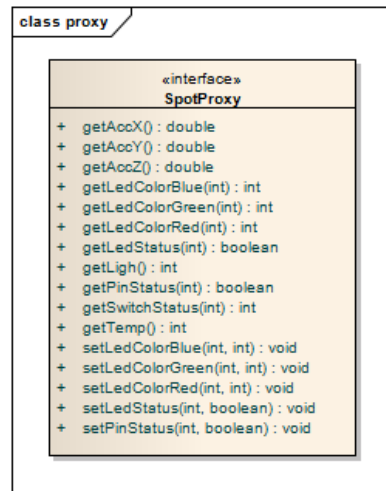 class proxy
«interface»
SpotProxy
+ getAccX() : double
+ getAccY() : double
+ getAccZ() : double
+ getLedColorBlue(int) : int
+ getLedColorGreen(int) : int
+ getLedColorRed(int) : int
+ getLedStatus(int) : boolean
+ getLigh() : int
+ getPinStatus(int) : boolean
+ getSwitchStatus(int) : int
+ getTemp() : int
+ setLedColorBlue(int, int) : void
+ setLedColorGreen(int, int) : void
+ setLedColorRed(int, int) : void
+ setLedStatus(int, boolean) : void
+ setPinStatus(int, boolean) : void